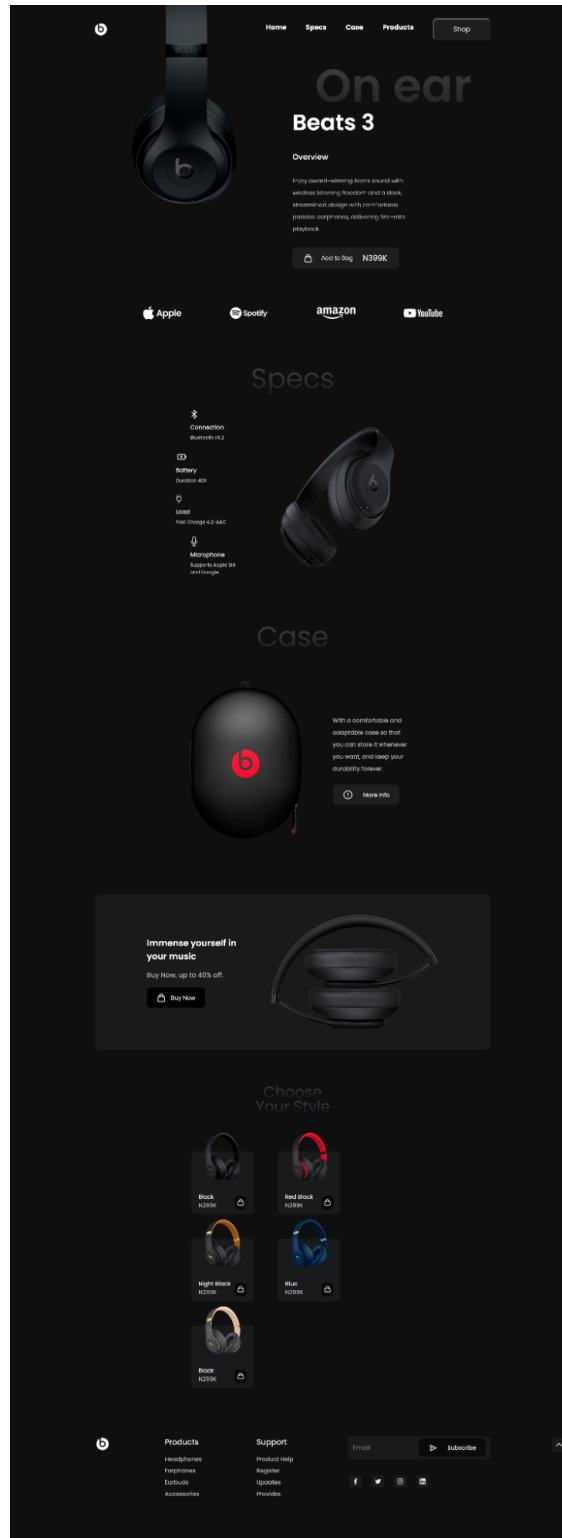 Home Specs Case Products Shop
On ear
Beats 3
Overview
Enjoy award-winning Beats sound with
wireless listening freedom and a sleek,
streamlined design with comfortable
padded earphones, delivering first-rate
playback.
Add to Bag N399K
Apple Spotify amazon YouTube
Specs
Connection
Bluetooth v5.2
Battery
Duration 40h
Load
Fast Charge 4.2-AAC
Microphone
Supports Apple Siri
and Google
Case
With a comfortable and
adaptable case so that
you can store it whenever
you want, and keep your
durability forever.
More Info
Immense yourself in
your music
Buy Now, up to 40% off.
Buy Now
Choose
Your Style
Black
N299K
Red Black
N299K
Night Black
N299K
Blue
N299K
Black
N299K
Products
Headphones
Earphones
Earbuds
Accessories
Support
Product Help
Register
Updates
Provides
Email Subscribe